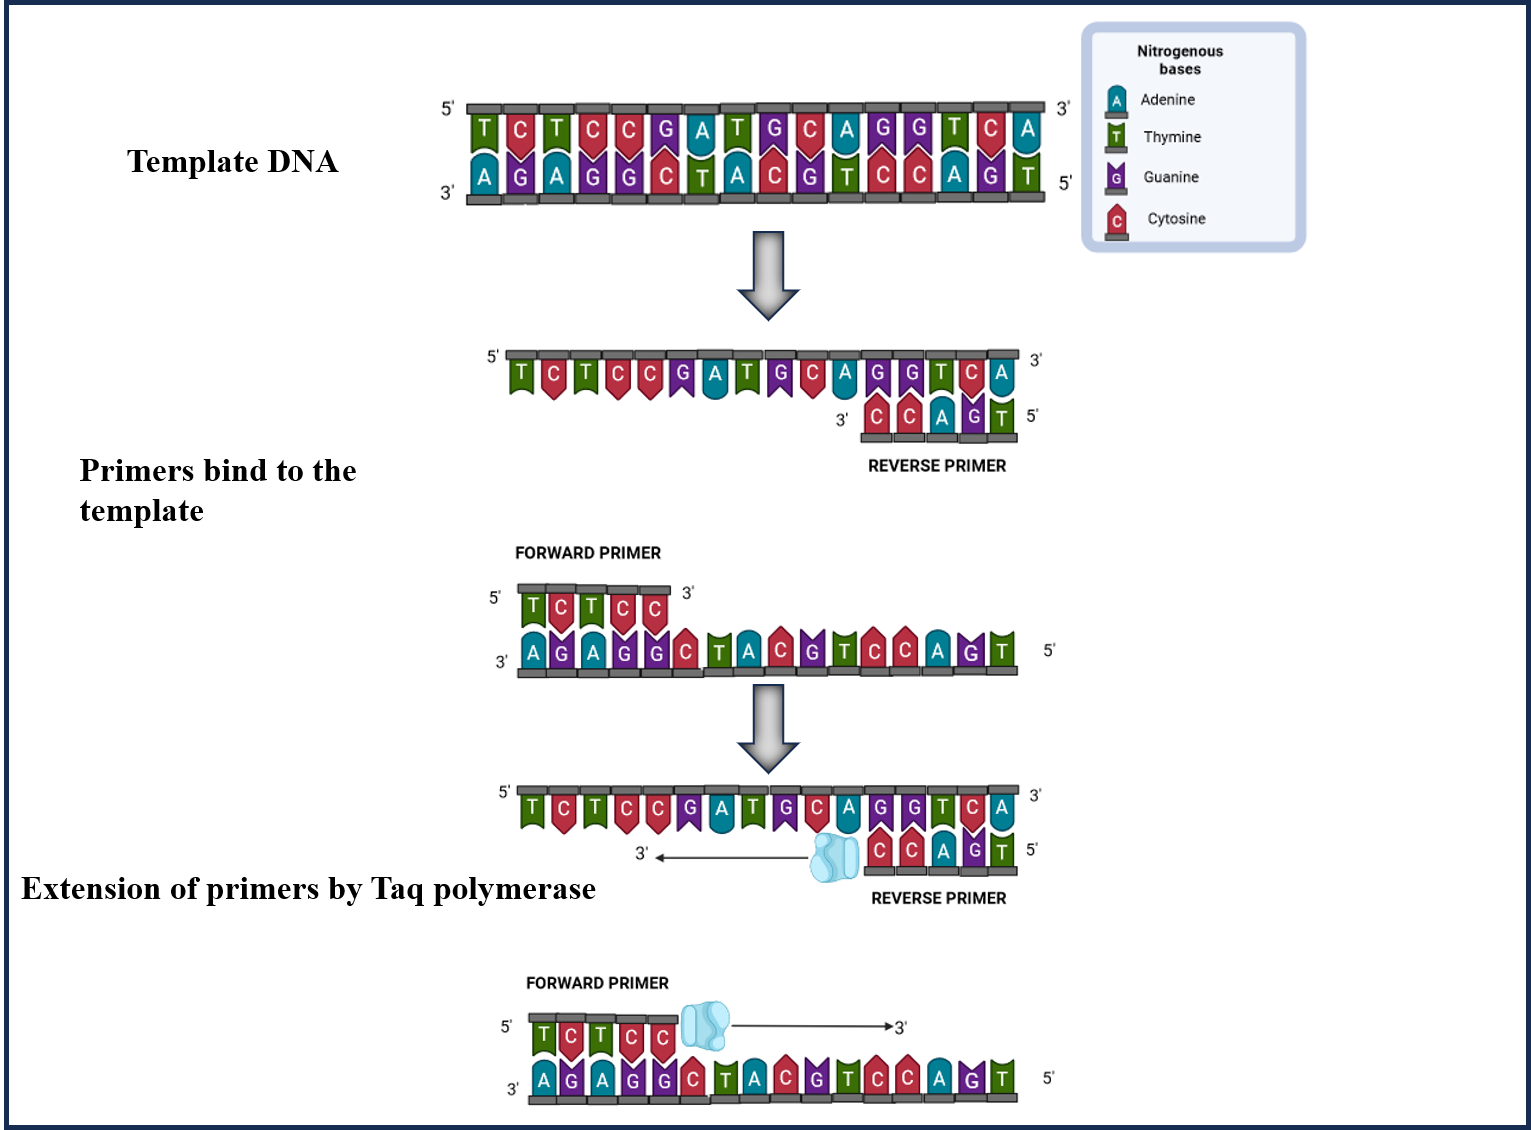 Nitrogenous
bases
A Adenine
T Thymine
G Guanine
C Cytosine
Template DNA
5' T C T C C G A T G C A G G T C A 3'
3' A G A G G C T A C G T C C A G T 5'
5' T C T C C G A T G C A G G T C A 3'
3' C C A G T 5'
REVERSE PRIMER
Primers bind to the
template
FORWARD PRIMER
5' T C T C C 3'
3' A G A G G C T A C G T C C A G T 5'
5' T C T C C G A T G C A G G T C A 3'
3' C C A G T 5'
REVERSE PRIMER
Extension of primers by Taq polymerase
FORWARD PRIMER
5' T C T C C 3'
3' A G A G G C T A C G T C C A G T 5'